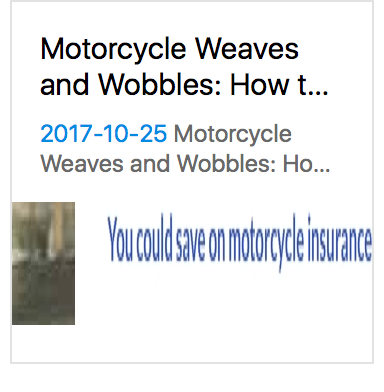 Motorcycle Weaves
and Wobbles: How t...
2017-10-25 Motorcycle
Weaves and Wobbles: Ho...
You could save on motorcycle insurance